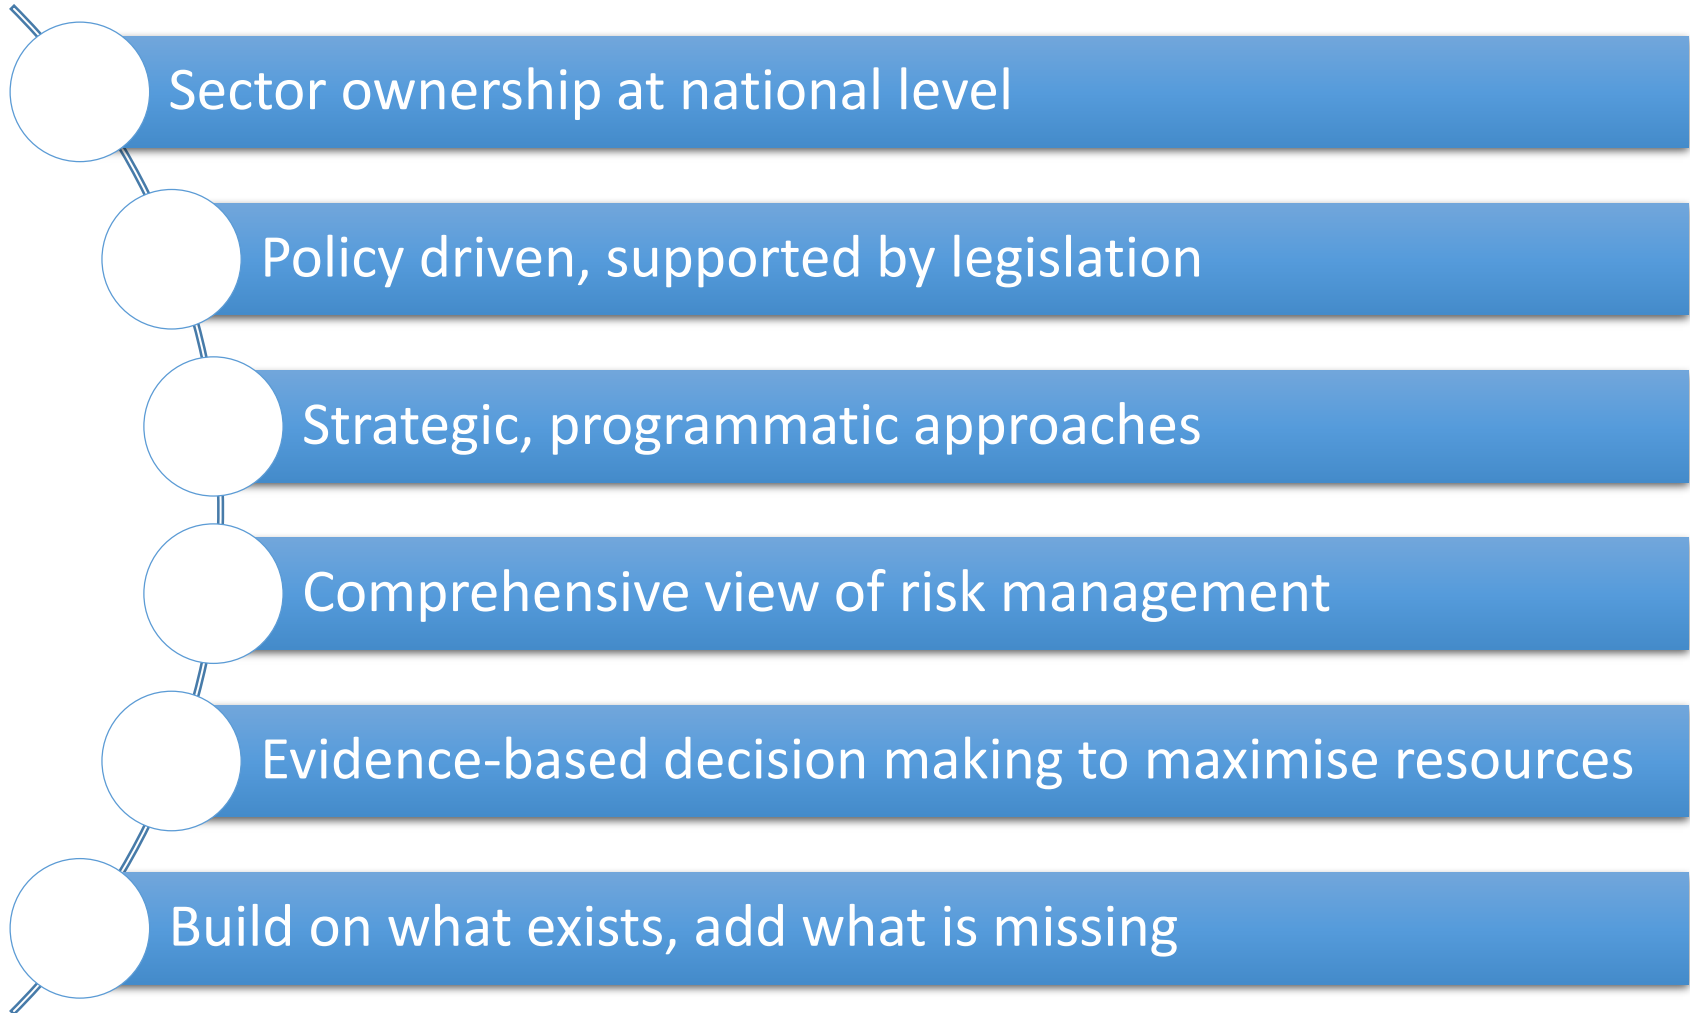 Sector ownership at national level
Policy driven, supported by legislation
Strategic, programmatic approaches
Comprehensive view of risk management
Evidence-based decision making to maximise resources
Build on what exists, add what is missing